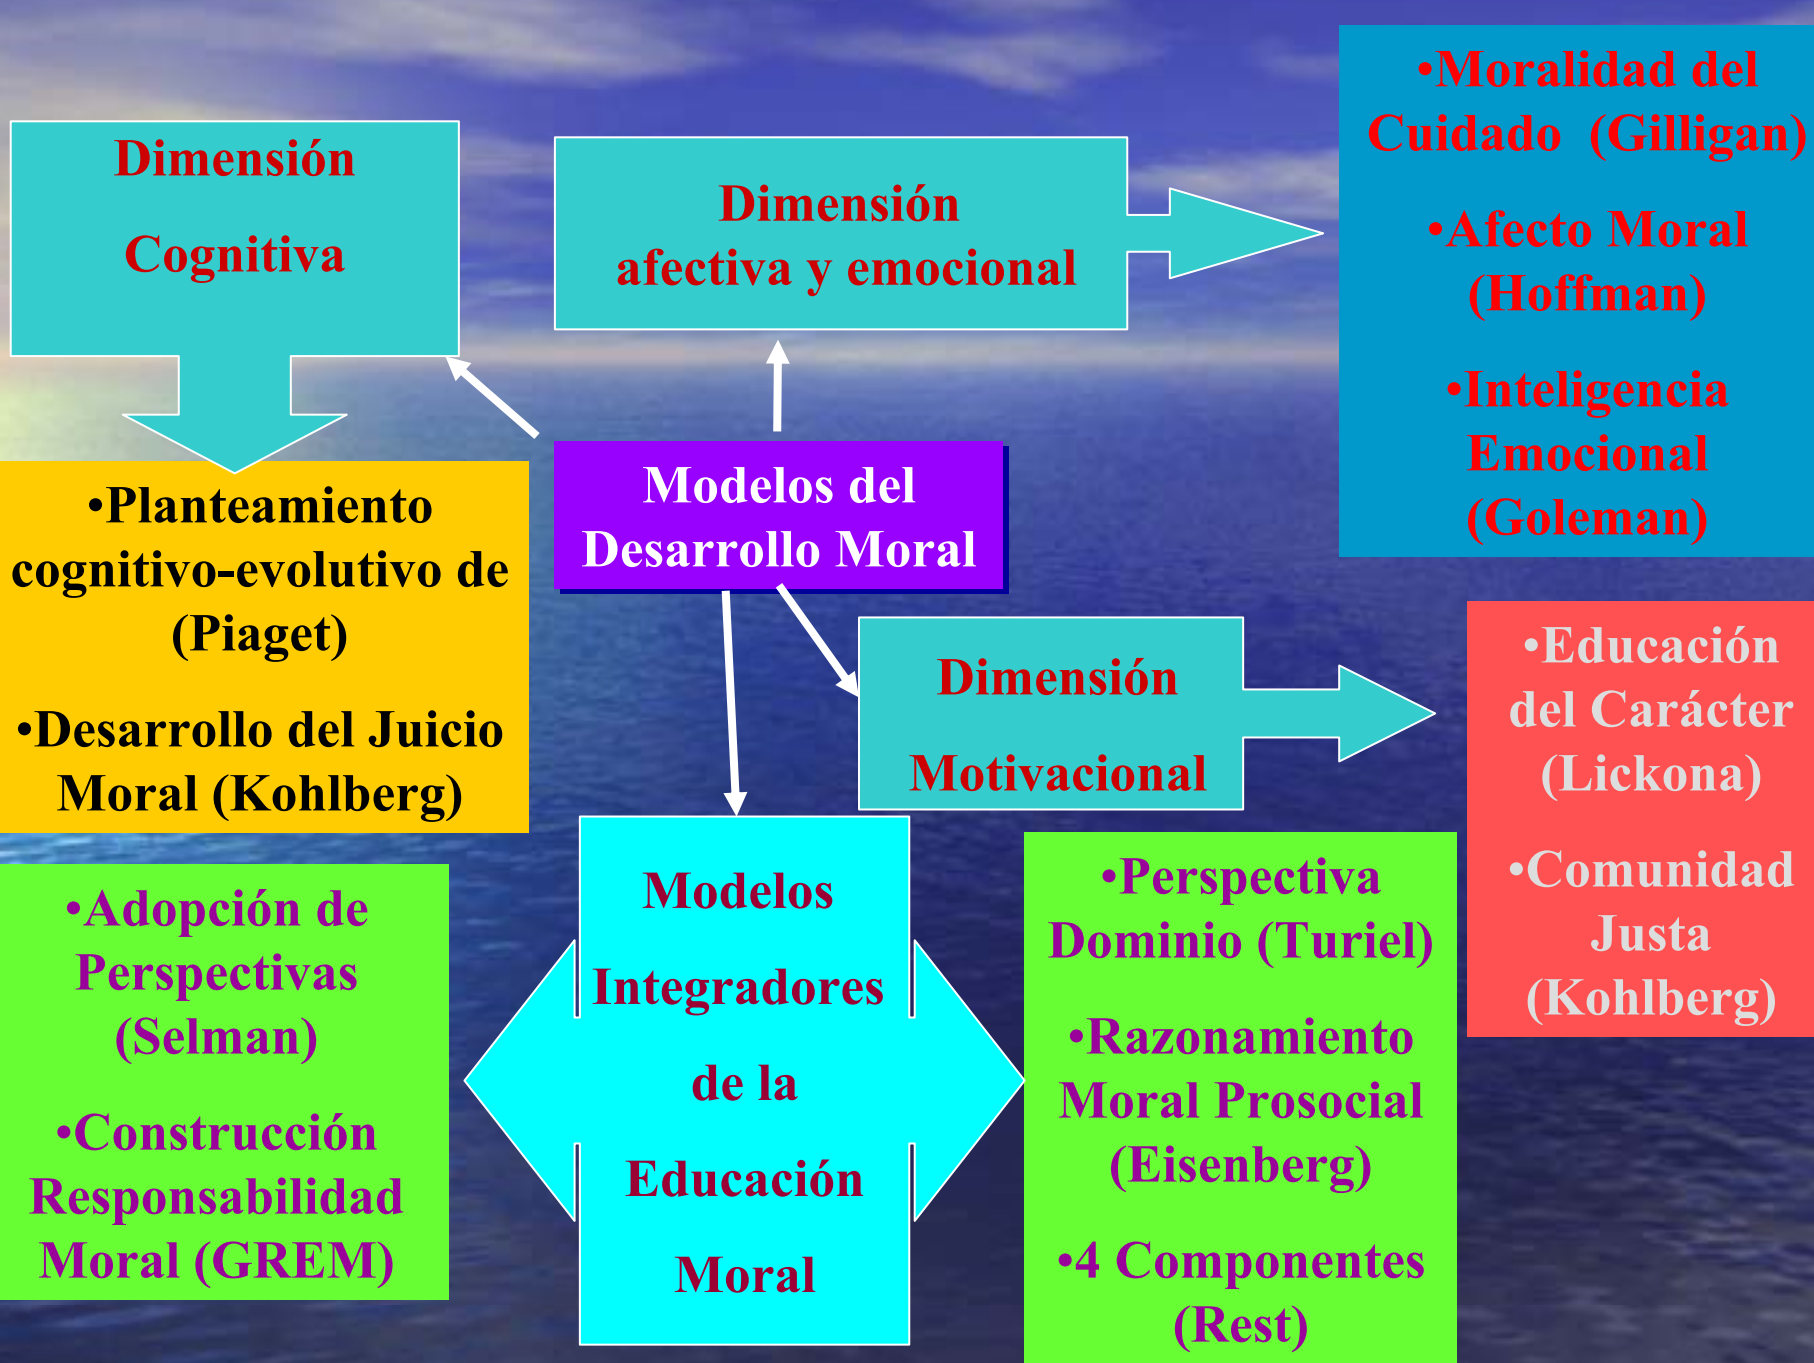 Dimensión
Cognitiva
Dimensión
afectiva y emocional
•Moralidad del
Cuidado (Gilligan)
•Afecto Moral
(Hoffman)
•Inteligencia
Emocional
(Goleman)
Modelos del
Desarrollo Moral
•Planteamiento
cognitivo-evolutivo de
(Piaget)
•Desarrollo del Juicio
Moral (Kohlberg)
Dimensión
Motivacional
•Educación
del Carácter
(Lickona)
•Comunidad
Justa
(Kohlberg)
•Adopción de
Perspectivas
(Selman)
•Construcción
Responsabilidad
Moral (GREM)
Modelos
Integradores
de la
Educación
Moral
•Perspectiva
Dominio (Turiel)
•Razonamiento
Moral Prosocial
(Eisenberg)
•4 Componentes
(Rest)